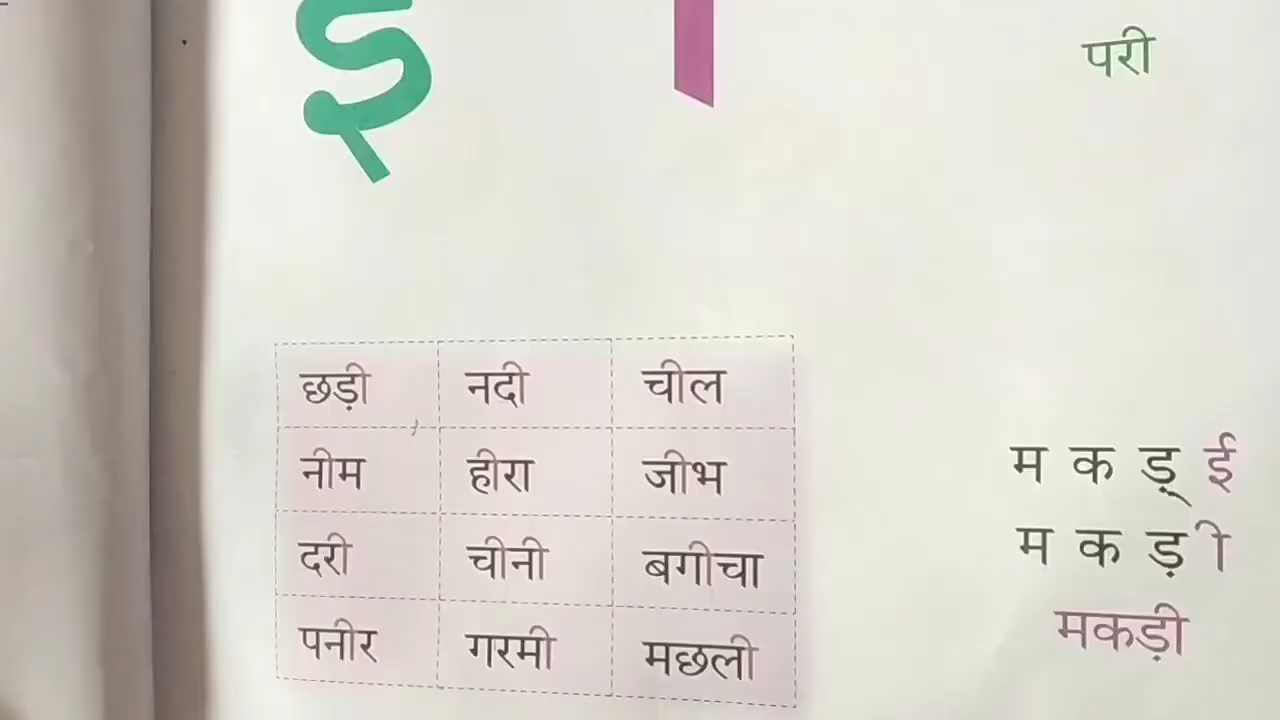 ई ी
परी
छड़ी नदी चील
नीम हीरा जीभ
दरी चीनी बगीचा
पनीर गरमी मछली
म क ड़् ई
म क ड़ ी
मकड़ी